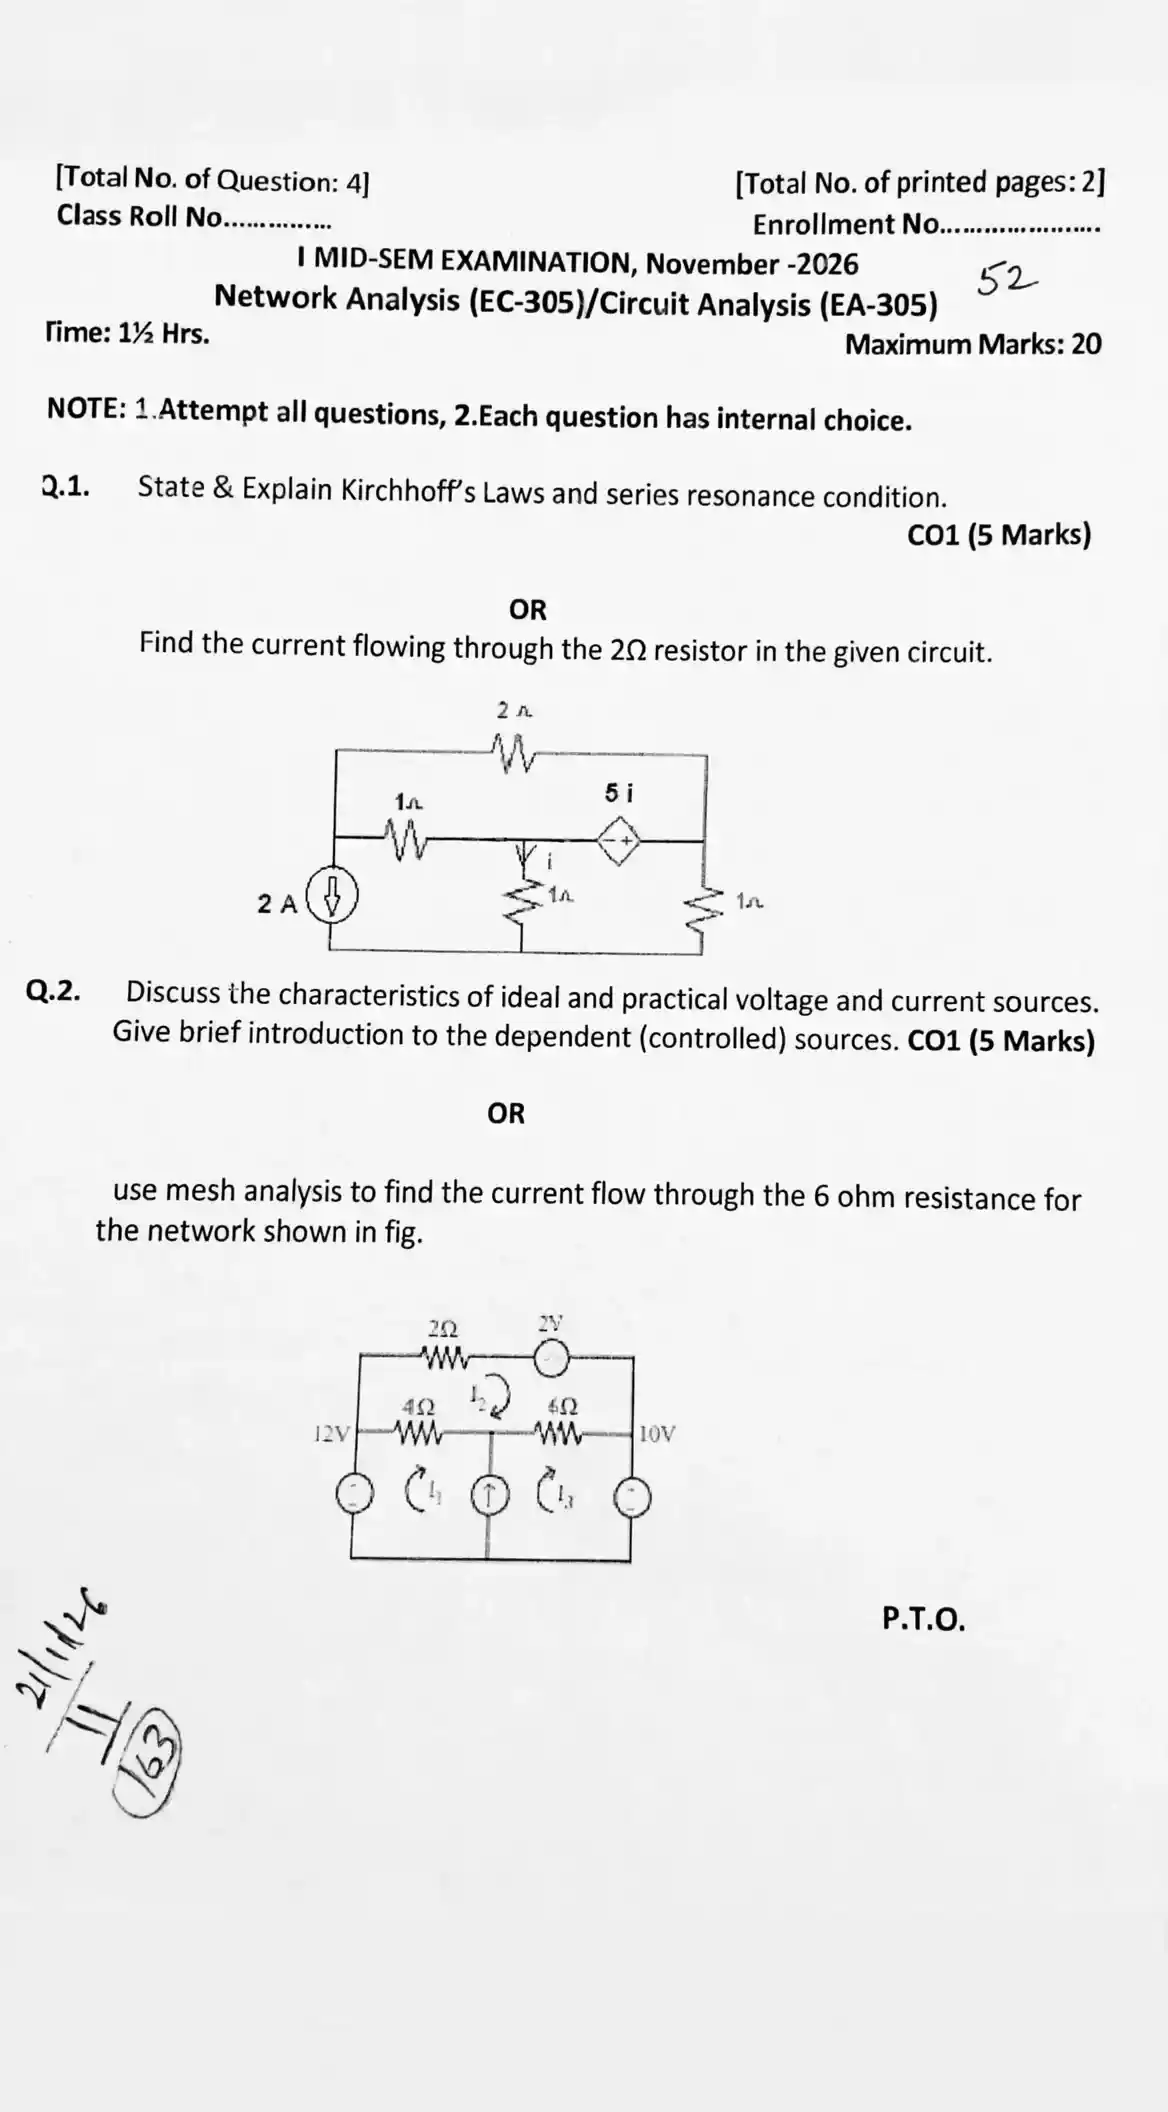 [Total No. of Question: 4] [Total No. of printed pages: 2]
Class Roll No............... Enrollment No......................
I MID-SEM EXAMINATION, November -2026
52
Network Analysis (EC-305)/Circuit Analysis (EA-305)
Time: 1½ Hrs. Maximum Marks: 20
NOTE: 1.Attempt all questions, 2.Each question has internal choice.
Q.1. State & Explain Kirchhoff's Laws and series resonance condition.
CO1 (5 Marks)
OR
Find the current flowing through the 2Ω resistor in the given circuit.
2 Ω
1Ω 5 i
- +
i
2 A 1Ω 1Ω
Q.2. Discuss the characteristics of ideal and practical voltage and current sources.
Give brief introduction to the dependent (controlled) sources. CO1 (5 Marks)
OR
use mesh analysis to find the current flow through the 6 ohm resistance for
the network shown in fig.
2Ω 2V
I2
4Ω 6Ω
12V 10V
I1 I3
P.T.O.
21/11/26
11
163